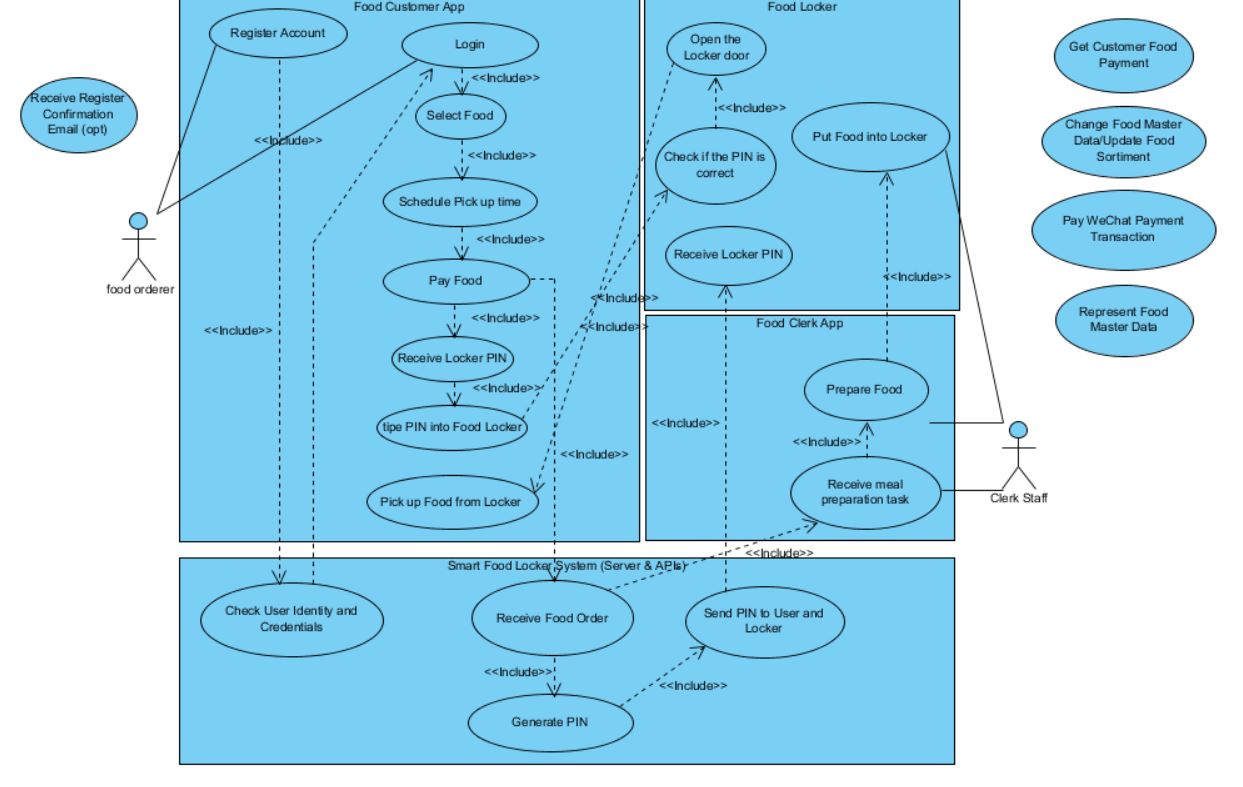 Food Customer App
Food Locker
Register Account
Login
Open the
Locker door
Get Customer Food
Payment
<<Include>>
Receive Register
Confirmation
Email (opt)
Select Food
<<Include>>
Put Food into Locker
Change Food Master
Data/Update Food
Sortiment
<<Include>>
<<Include>>
Check if the PIN is
correct
Schedule Pick up time
Pay WeChat Payment
Transaction
<<Include>>
Receive Locker PIN
<<Include>>
food orderer
Pay Food
<<Include>>
<<Include>>
<<Include>>
<<Include>>
Food Clerk App
Represent Food
Master Data
Receive Locker PIN
<<Include>>
Prepare Food
tipe PIN into Food Locker
<<Include>>
<<Include>>
<<Include>>
Pick up Food from Locker
Receive meal
preparation task
Clerk Staff
<<Include>>
Smart Food Locker System (Server & APIs)
Check User Identity and
Credentials
Receive Food Order
Send PIN to User and
Locker
<<Include>>
<<Include>>
Generate PIN